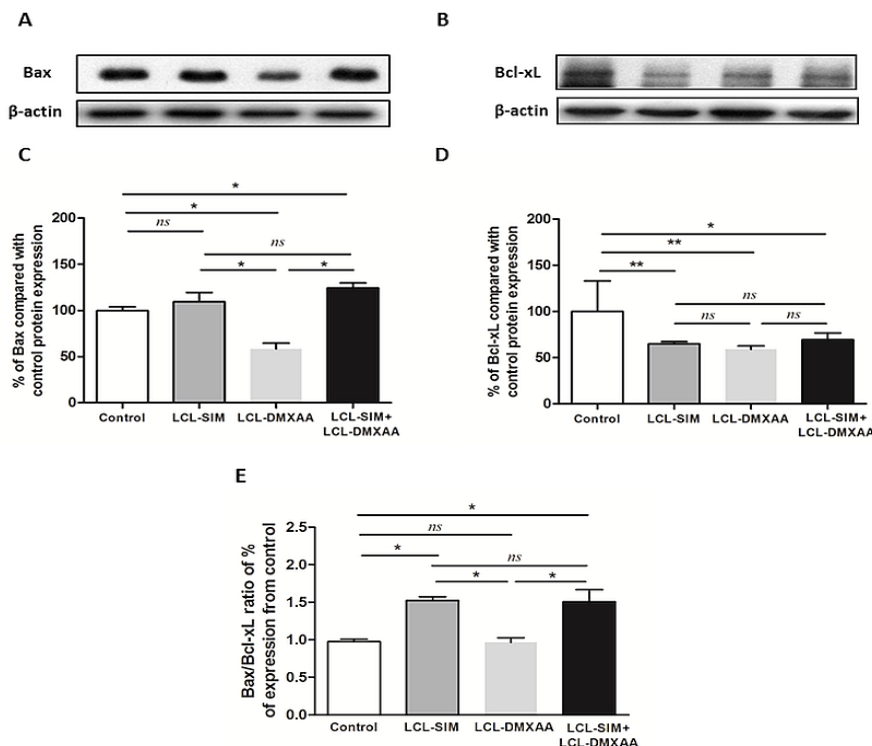 A
B
Bax
β-actin
Bcl-xL
β-actin
C
D
% of Bax compared with
control protein expression
200
150
100
50
0
*
*
ns
ns
*
*
Control
LCL-SIM
LCL-DMXAA
LCL-SIM+
LCL-DMXAA
% of Bcl-xL compared with
control protein expression
200
150
100
50
0
*
**
**
ns
ns
ns
Control
LCL-SIM
LCL-DMXAA
LCL-SIM+
LCL-DMXAA
E
Bax/Bcl-xL ratio of %
of expression from control
2.5
2.0
1.5
1.0
0.5
0.0
*
ns
*
ns
*
*
Control
LCL-SIM
LCL-DMXAA
LCL-SIM+
LCL-DMXAA